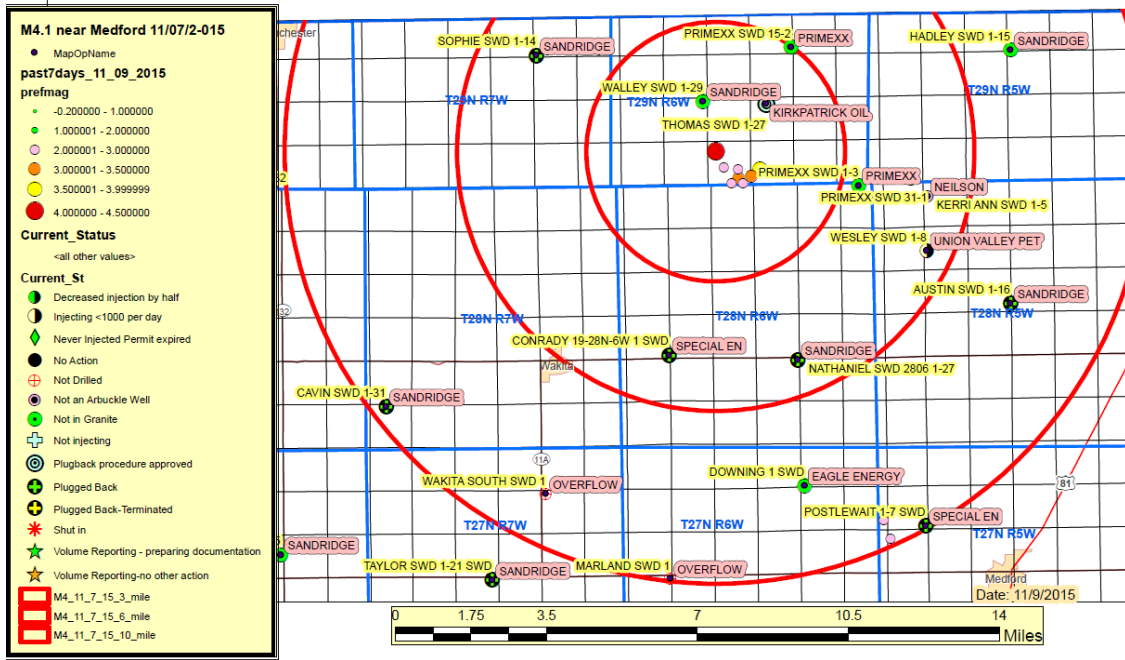 M4.1 near Medford 11/07/2-015
MapOpName
past7days_11_09_2015
prefmag
-0.200000 - 1.000000
1.000001 - 2.000000
2.000001 - 3.000000
3.000001 - 3.500000
3.500001 - 3.999999
4.000000 - 4.500000
Current_Status
<all other values>
Current_St
Decreased injection by half
Injecting <1000 per day
Never Injected Permit expired
No Action
Not Drilled
Not an Arbuckle Well
Not in Granite
Not injecting
Plugback procedure approved
Plugged Back
Plugged Back-Terminated
Shut in
Volume Reporting - preparing documentation
Volume Reporting-no other action
M4_11_7_15_3_mile
M4_11_7_15_6_mile
M4_11_7_15_10_mile
chester
SOPHIE SWD 1-14
SANDRIDGE
PRIMEXX SWD 15-2
PRIMEXX
HADLEY SWD 1-15
SANDRIDGE
T29N R7W
WALLEY SWD 1-29
SANDRIDGE
T29N R6W
KIRKPATRICK OIL
T29N R5W
THOMAS SWD 1-27
PRIMEXX SWD 1-3
PRIMEXX
PRIMEXX SWD 31-1
NEILSON
KERRI ANN SWD 1-5
WESLEY SWD 1-8
UNION VALLEY PET
AUSTIN SWD 1-16
SANDRIDGE
32
T28N R7W
T28N R6W
T28N R5W
CONRADY 19-28N-6W 1 SWD
SPECIAL EN
SANDRIDGE
NATHANIEL SWD 2806 1-27
Wakita
CAVIN SWD 1-31
SANDRIDGE
11A
WAKITA SOUTH SWD 1
OVERFLOW
DOWNING 1 SWD
EAGLE ENERGY
81
POSTLEWAIT 1-7 SWD
SPECIAL EN
T27N R7W
T27N R6W
T27N R5W
SANDRIDGE
TAYLOR SWD 1-21 SWD
SANDRIDGE
MARLAND SWD 1
OVERFLOW
Medford
Date: 11/9/2015
0 1.75 3.5 7 10.5 14
Miles